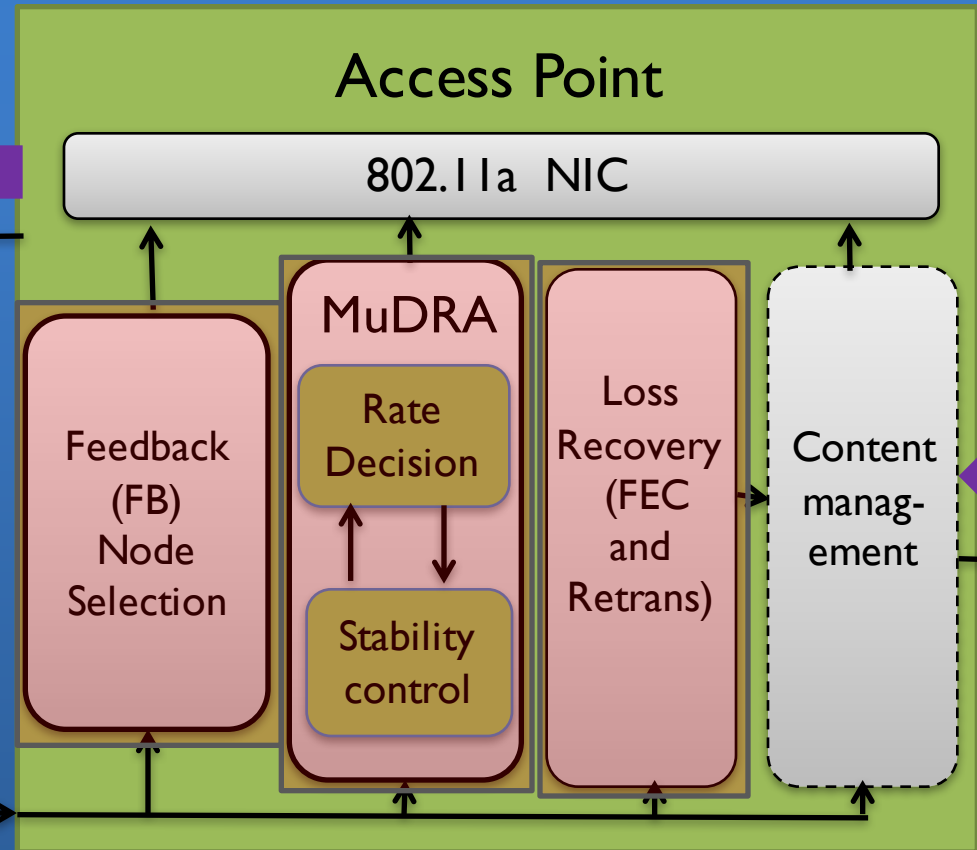 Access Point
802.11a NIC
Feedback
(FB)
Node
Selection
MuDRA
Rate
Decision
Stability
control
Loss
Recovery
(FEC
and
Retrans)
Content
manag-
ement